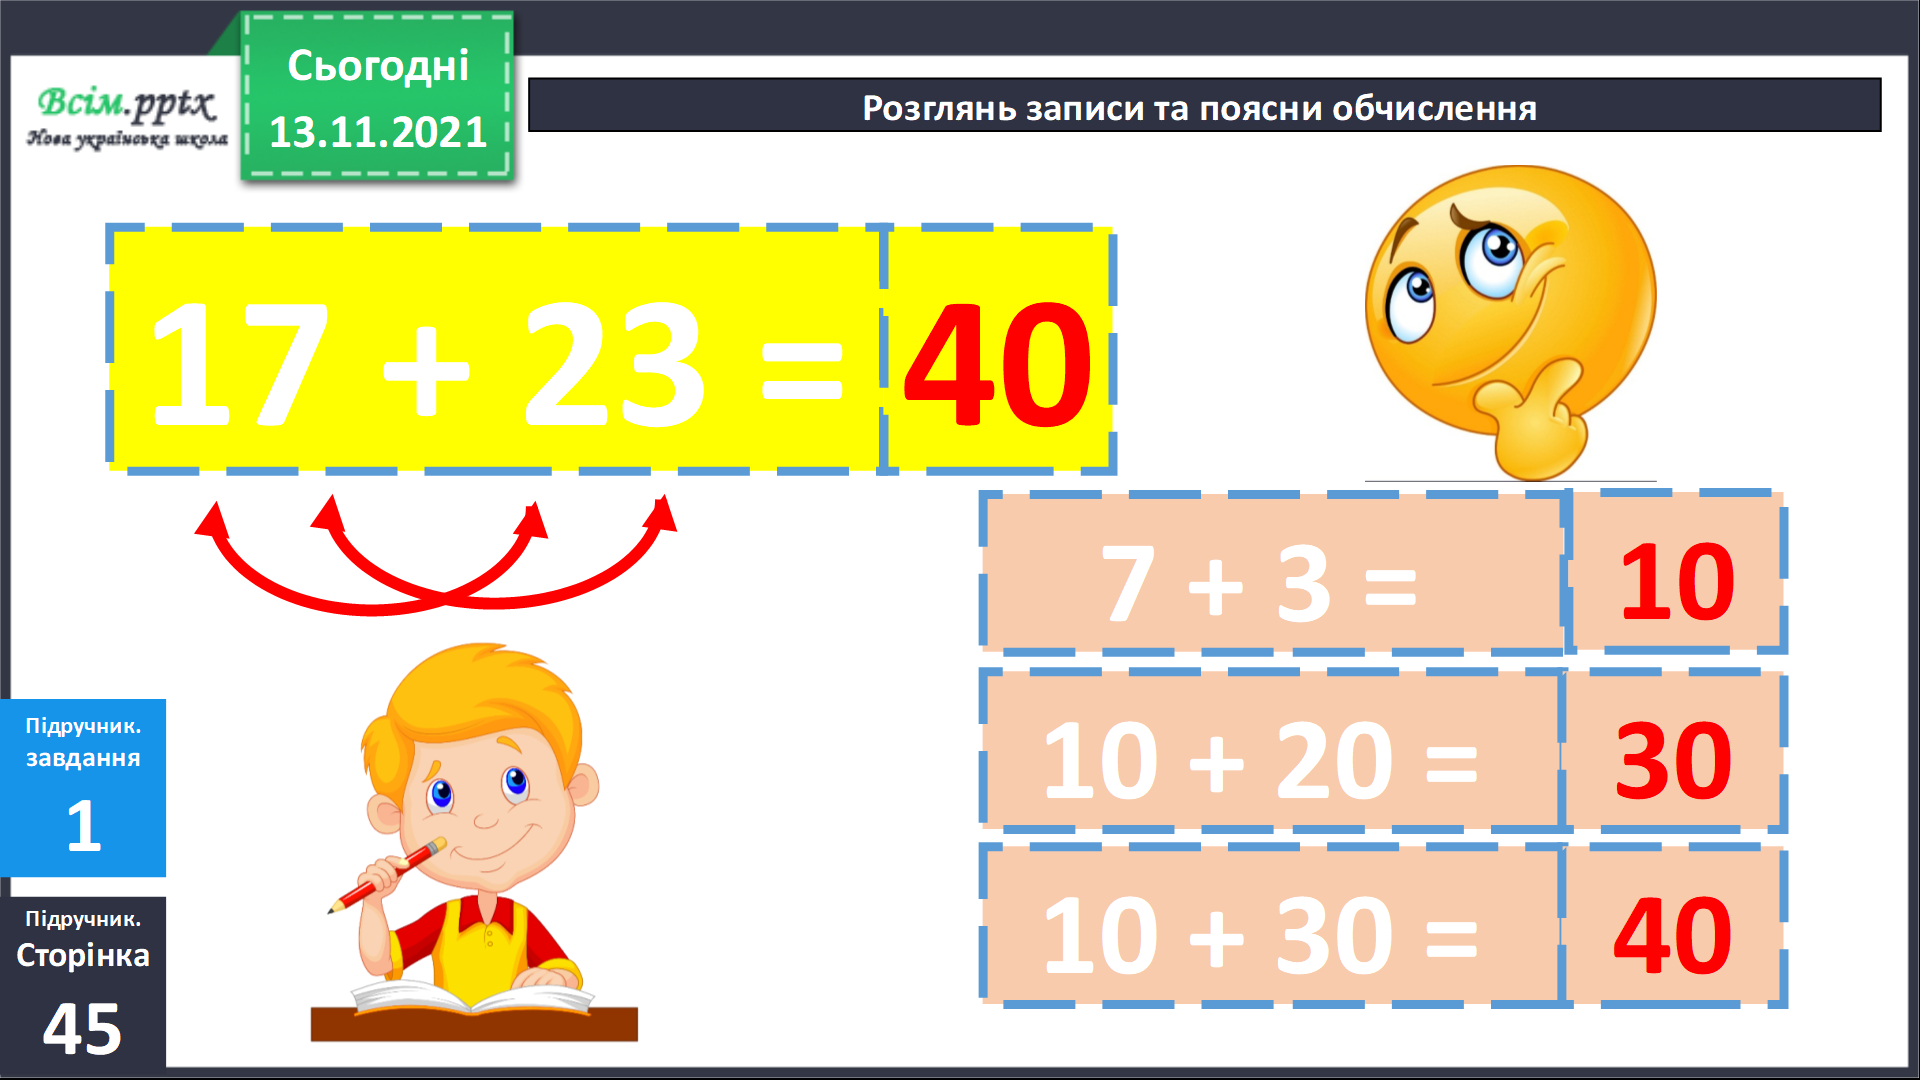 Сьогодні
13.11.2021
Всім.pptx
Нова українська школа
Розглянь записи та поясни обчислення
17 + 23 = 40
7 + 3 = 10
10 + 20 = 30
10 + 30 = 40
Підручник.
завдання
1
Підручник.
Сторінка
45